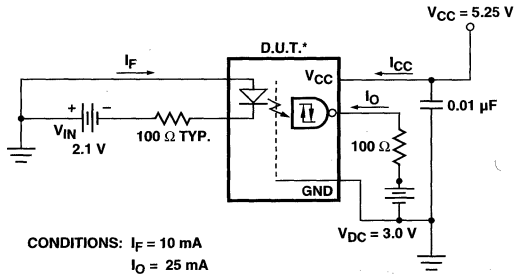 V_CC = 5.25 V
D.U.T.*
I_F
V_CC
I_CC
I_O
0.01 µF
+ −
V_IN
2.1 V
100 Ω TYP.
100 Ω
GND
V_DC = 3.0 V
CONDITIONS: I_F = 10 mA
I_O = 25 mA